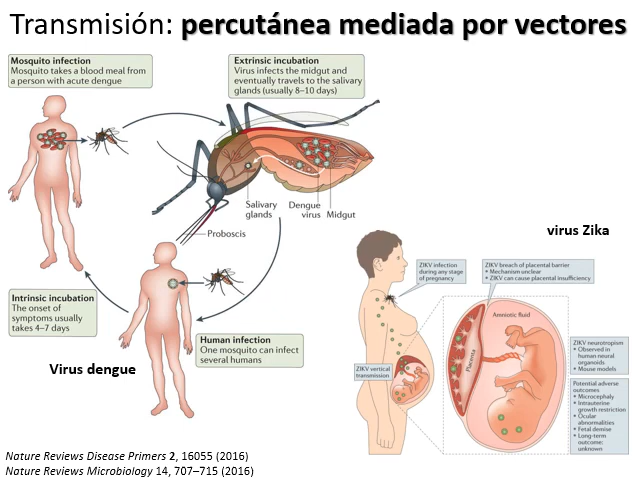 Transmisión: percutánea mediada por vectores
Mosquito infection
Mosquito takes a blood meal from
a person with acute dengue
Extrinsic incubation
Virus infects the midgut and
eventually travels to the salivary
glands (usually 8–10 days)
Salivary
glands
Dengue
virus
Midgut
Proboscis
Intrinsic incubation
The onset of
symptoms usually
takes 4–7 days
Human infection
One mosquito can infect
several humans
Virus dengue
virus Zika
ZIKV infection
during any stage
of pregnancy
ZIKV breach of placental barrier
• Mechanism unclear
• ZIKV can cause placental insufficiency
Amniotic fluid
Placenta
ZIKV vertical
transmission
ZIKV neurotropism
• Observed in
human neural
organoids
• Mouse models
Potential adverse
outcomes
• Microcephaly
• Intrauterine
growth restriction
• Ocular
abnormalities
• Fetal demise
• Long-term
outcome:
unknown
Nature Reviews Disease Primers 2, 16055 (2016)
Nature Reviews Microbiology 14, 707–715 (2016)